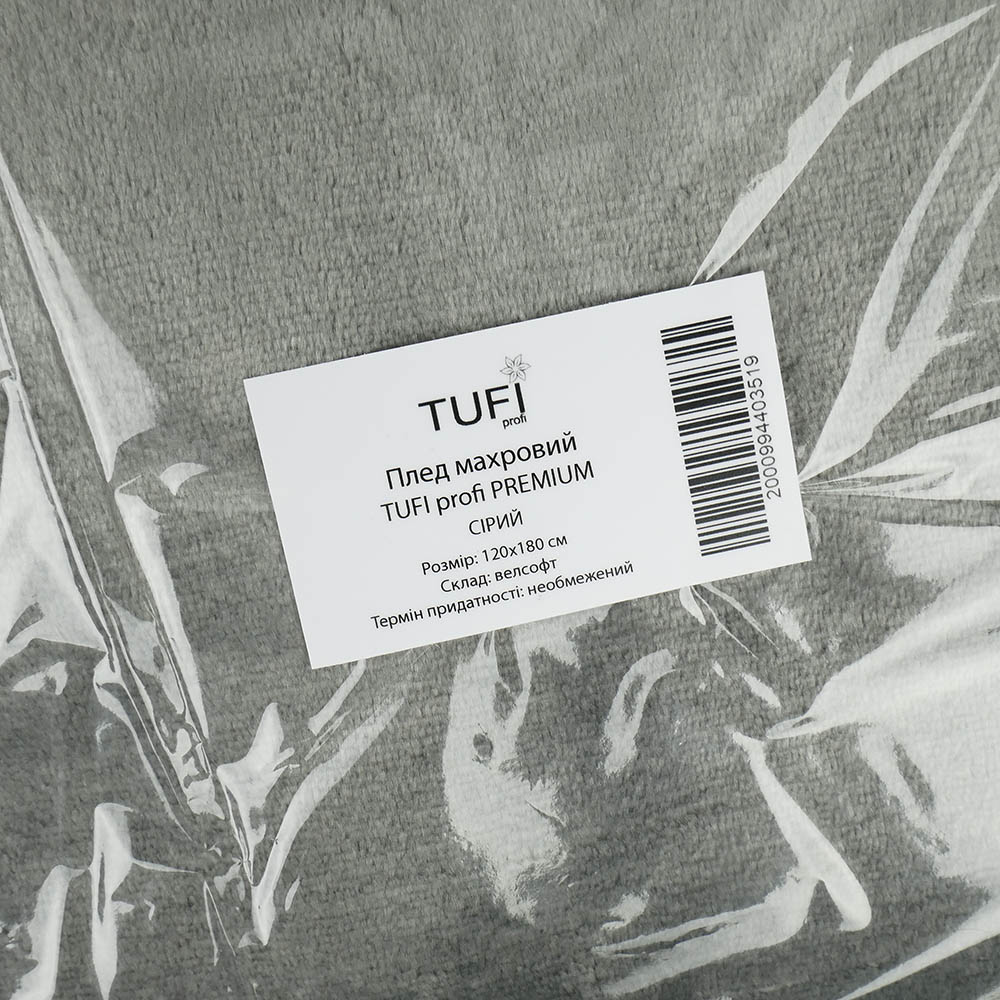 TUFI
profi
Плед махровий
TUFI profi PREMIUM
СІРИЙ
Розмір: 120x180 см
Склад: велсофт
Термін придатності: необмежений
2000994403519